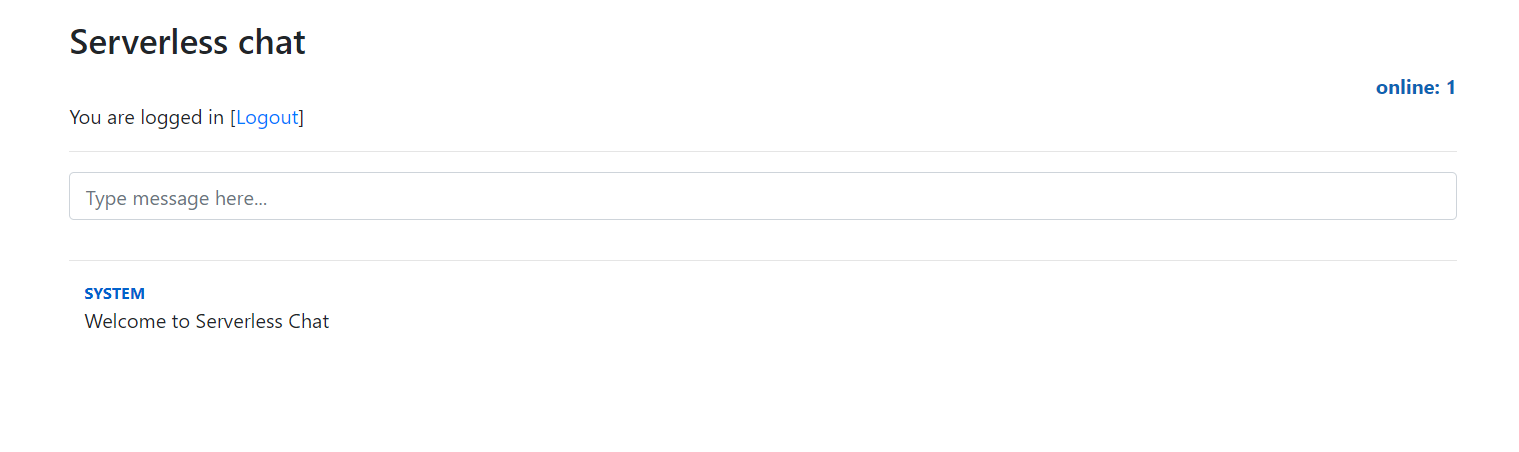 Serverless chat
online: 1
You are logged in [Logout]
Type message here...
SYSTEM
Welcome to Serverless Chat